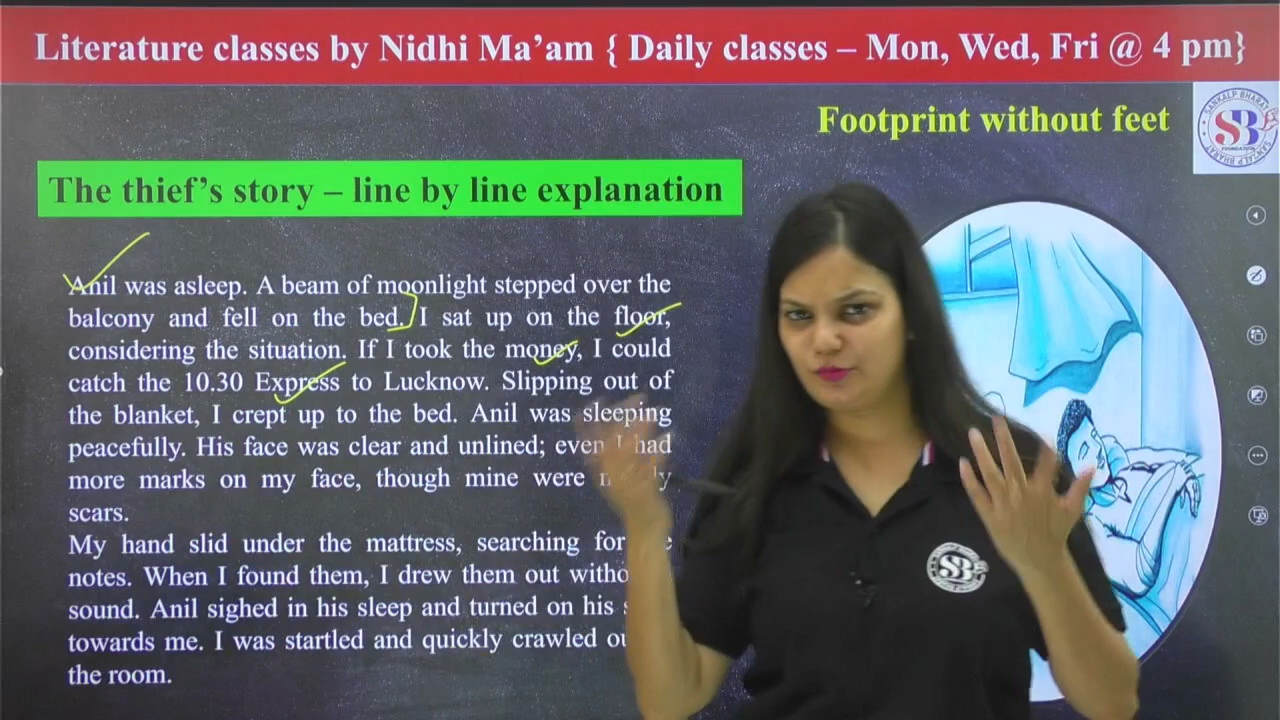 Literature classes by Nidhi Ma'am { Daily classes – Mon, Wed, Fri @ 4 pm}
Footprint without feet
SANKALP BHARAT
SB
FOUNDATION
The thief's story – line by line explanation
Anil was asleep. A beam of moonlight stepped over the
balcony and fell on the bed. I sat up on the floor,
considering the situation. If I took the money, I could
catch the 10.30 Express to Lucknow. Slipping out of
the blanket, I crept up to the bed. Anil was sleeping
peacefully. His face was clear and unlined; even I had
more marks on my face, though mine were
scars.
My hand slid under the mattress, searching for
notes. When I found them, I drew them out
sound. Anil sighed in his sleep and turned on his
towards me. I was startled and quickly crawled
the room.
SB